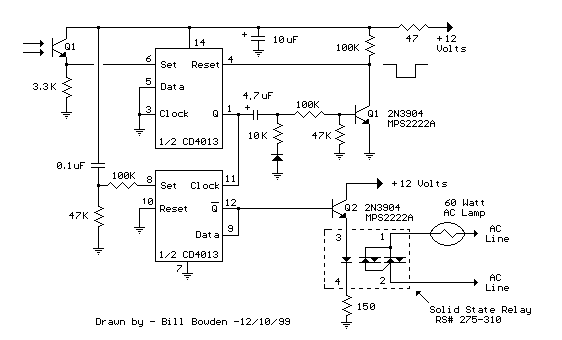 14
+
10uF
47
+12
Volts
Q1
100K
6
Set
Reset
4
3.3K
5
Data
3
Clock
Q
1
1/2 CD4013
4.7uF
+
100K
Q1
2N3904
MPS2222A
10K
47K
0.1uF
100K
8
Set
Clock
11
10
Reset
Q
12
Data
9
1/2 CD4013
7
47K
+12 Volts
Q2
2N3904
MPS2222A
60 Watt
AC Lamp
AC
Line
3
1
4
2
AC
Line
150
Solid State Relay
RS# 275-310
Drawn by - Bill Bowden -12/10/99